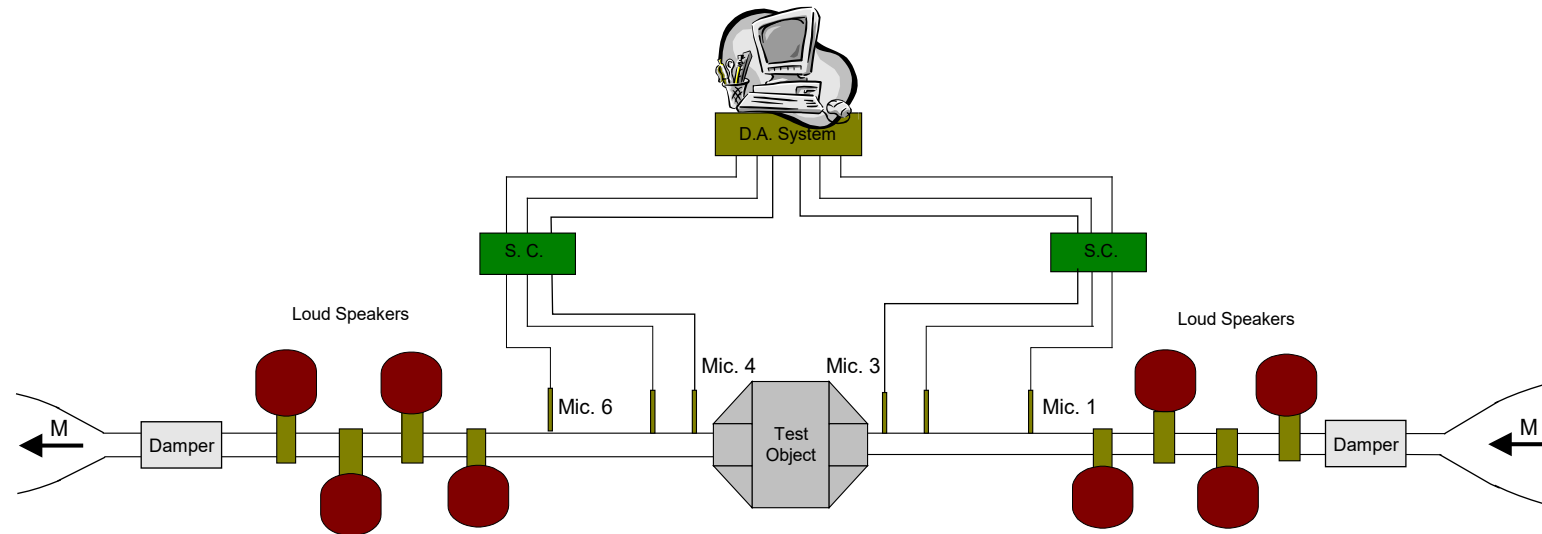 D.A. System
S. C.
S.C.
Loud Speakers
Loud Speakers
Mic. 4
Mic. 3
Mic. 6
Mic. 1
M
M
Damper
Test
Object
Damper